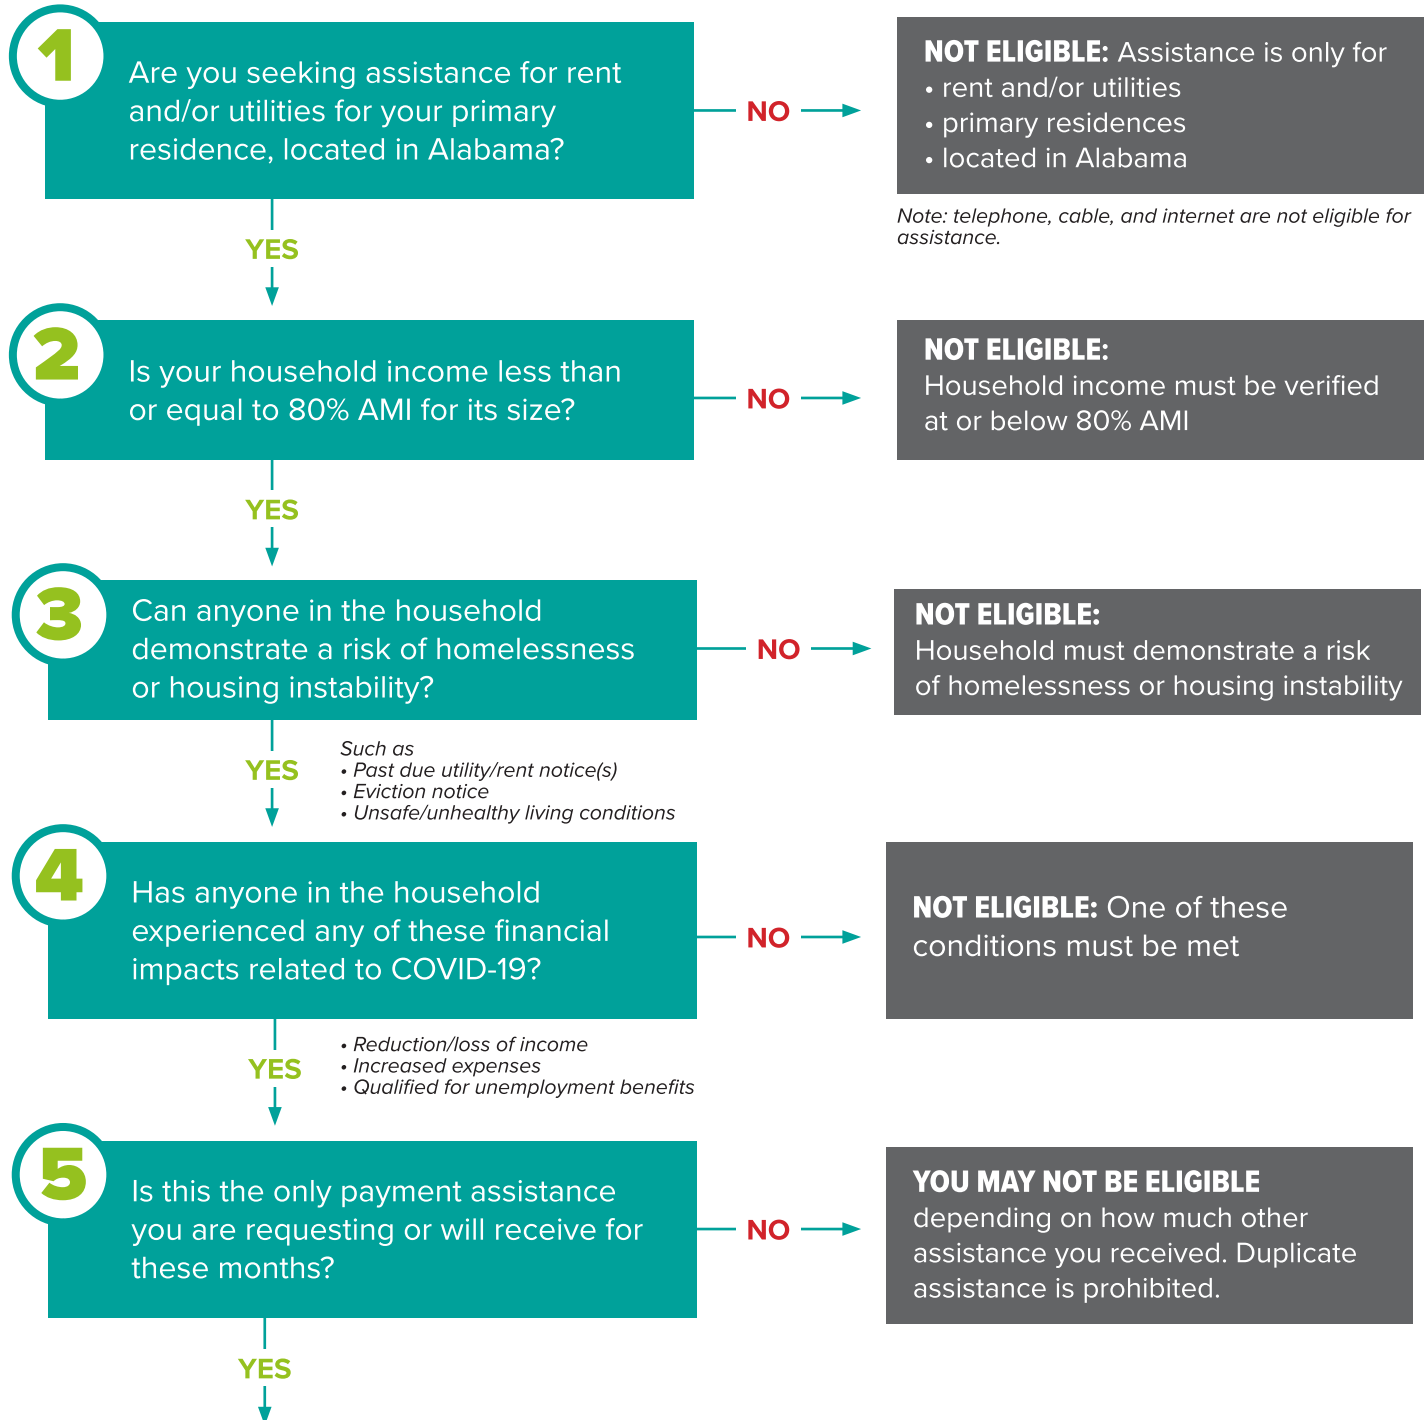 1
Are you seeking assistance for rent
and/or utilities for your primary
residence, located in Alabama?
NO
NOT ELIGIBLE: Assistance is only for
• rent and/or utilities
• primary residences
• located in Alabama
Note: telephone, cable, and internet are not eligible for
assistance.
YES
2
Is your household income less than
or equal to 80% AMI for its size?
NO
NOT ELIGIBLE:
Household income must be verified
at or below 80% AMI
YES
3
Can anyone in the household
demonstrate a risk of homelessness
or housing instability?
NO
NOT ELIGIBLE:
Household must demonstrate a risk
of homelessness or housing instability
YES
Such as
• Past due utility/rent notice(s)
• Eviction notice
• Unsafe/unhealthy living conditions
4
Has anyone in the household
experienced any of these financial
impacts related to COVID-19?
NO
NOT ELIGIBLE: One of these
conditions must be met
YES
• Reduction/loss of income
• Increased expenses
• Qualified for unemployment benefits
5
Is this the only payment assistance
you are requesting or will receive for
these months?
NO
YOU MAY NOT BE ELIGIBLE
depending on how much other
assistance you received. Duplicate
assistance is prohibited.
YES